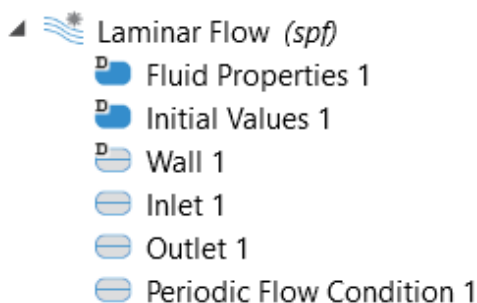 Laminar Flow (spf)
D Fluid Properties 1
D Initial Values 1
D Wall 1
Inlet 1
Outlet 1
Periodic Flow Condition 1